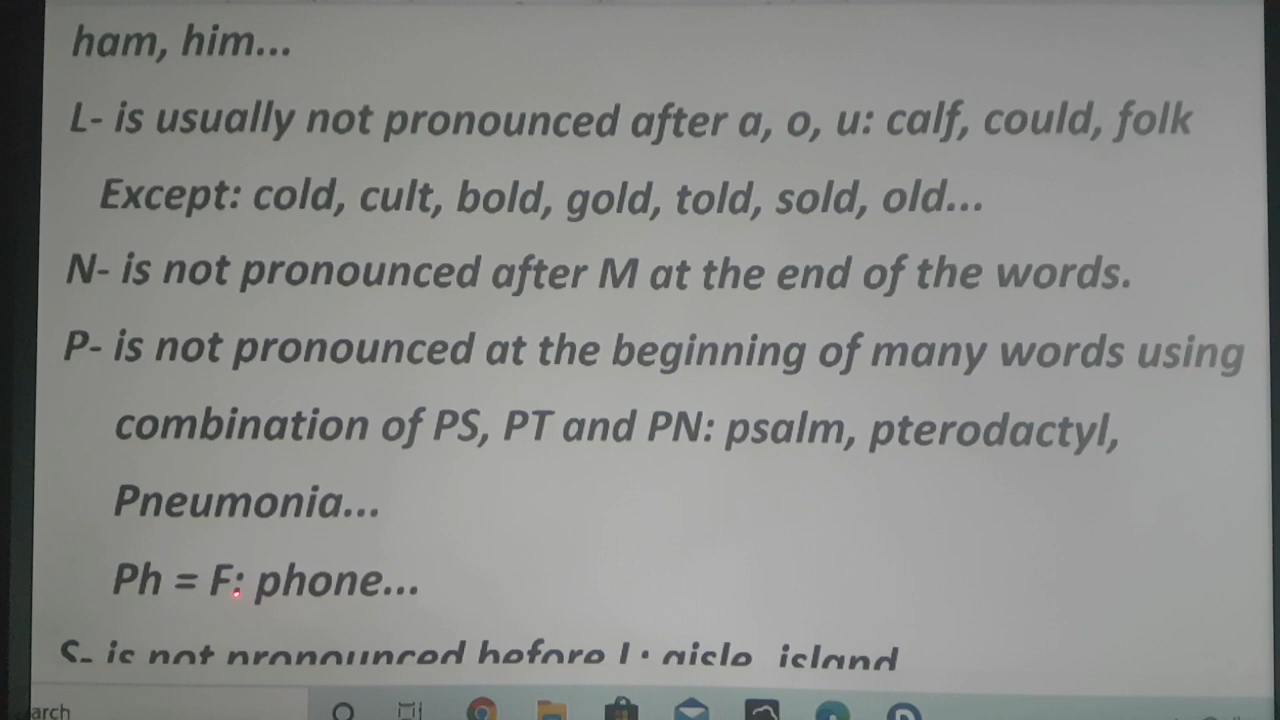 ham, him...
L- is usually not pronounced after a, o, u: calf, could, folk
Except: cold, cult, bold, gold, told, sold, old...
N- is not pronounced after M at the end of the words.
P- is not pronounced at the beginning of many words using
combination of PS, PT and PN: psalm, pterodactyl,
Pneumonia...
Ph = F: phone...
S- is not pronounced before l: aisle, island
arch